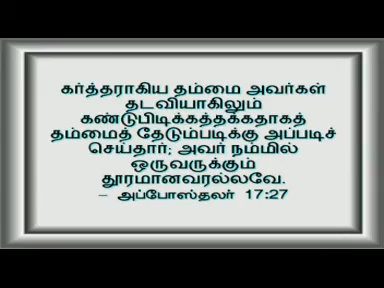 கர்த்தராகிய தம்மை அவர்கள்
தடவியாகிலும்
கண்டுபிடிக்கத்தக்கதாகத்
தம்மைத் தேடும்படிக்கு அப்படிச்
செய்தார்; அவர் நம்மில்
ஒருவருக்கும்
தூரமானவரல்லவே.
– அப்போஸ்தலர் 17:27